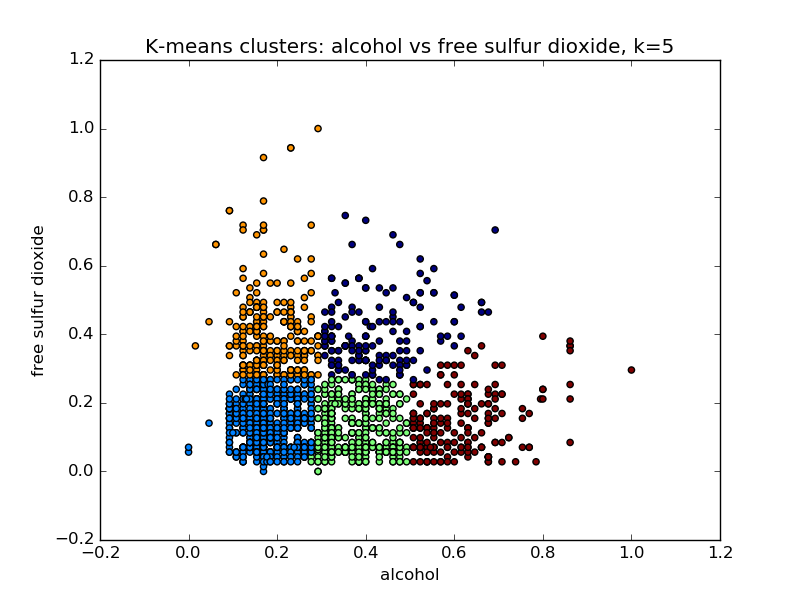 K-means clusters: alcohol vs free sulfur dioxide, k=5
1.2
1.0
0.8
0.6
0.4
0.2
0.0
−0.2
free sulfur dioxide
−0.2 0.0 0.2 0.4 0.6 0.8 1.0 1.2
alcohol